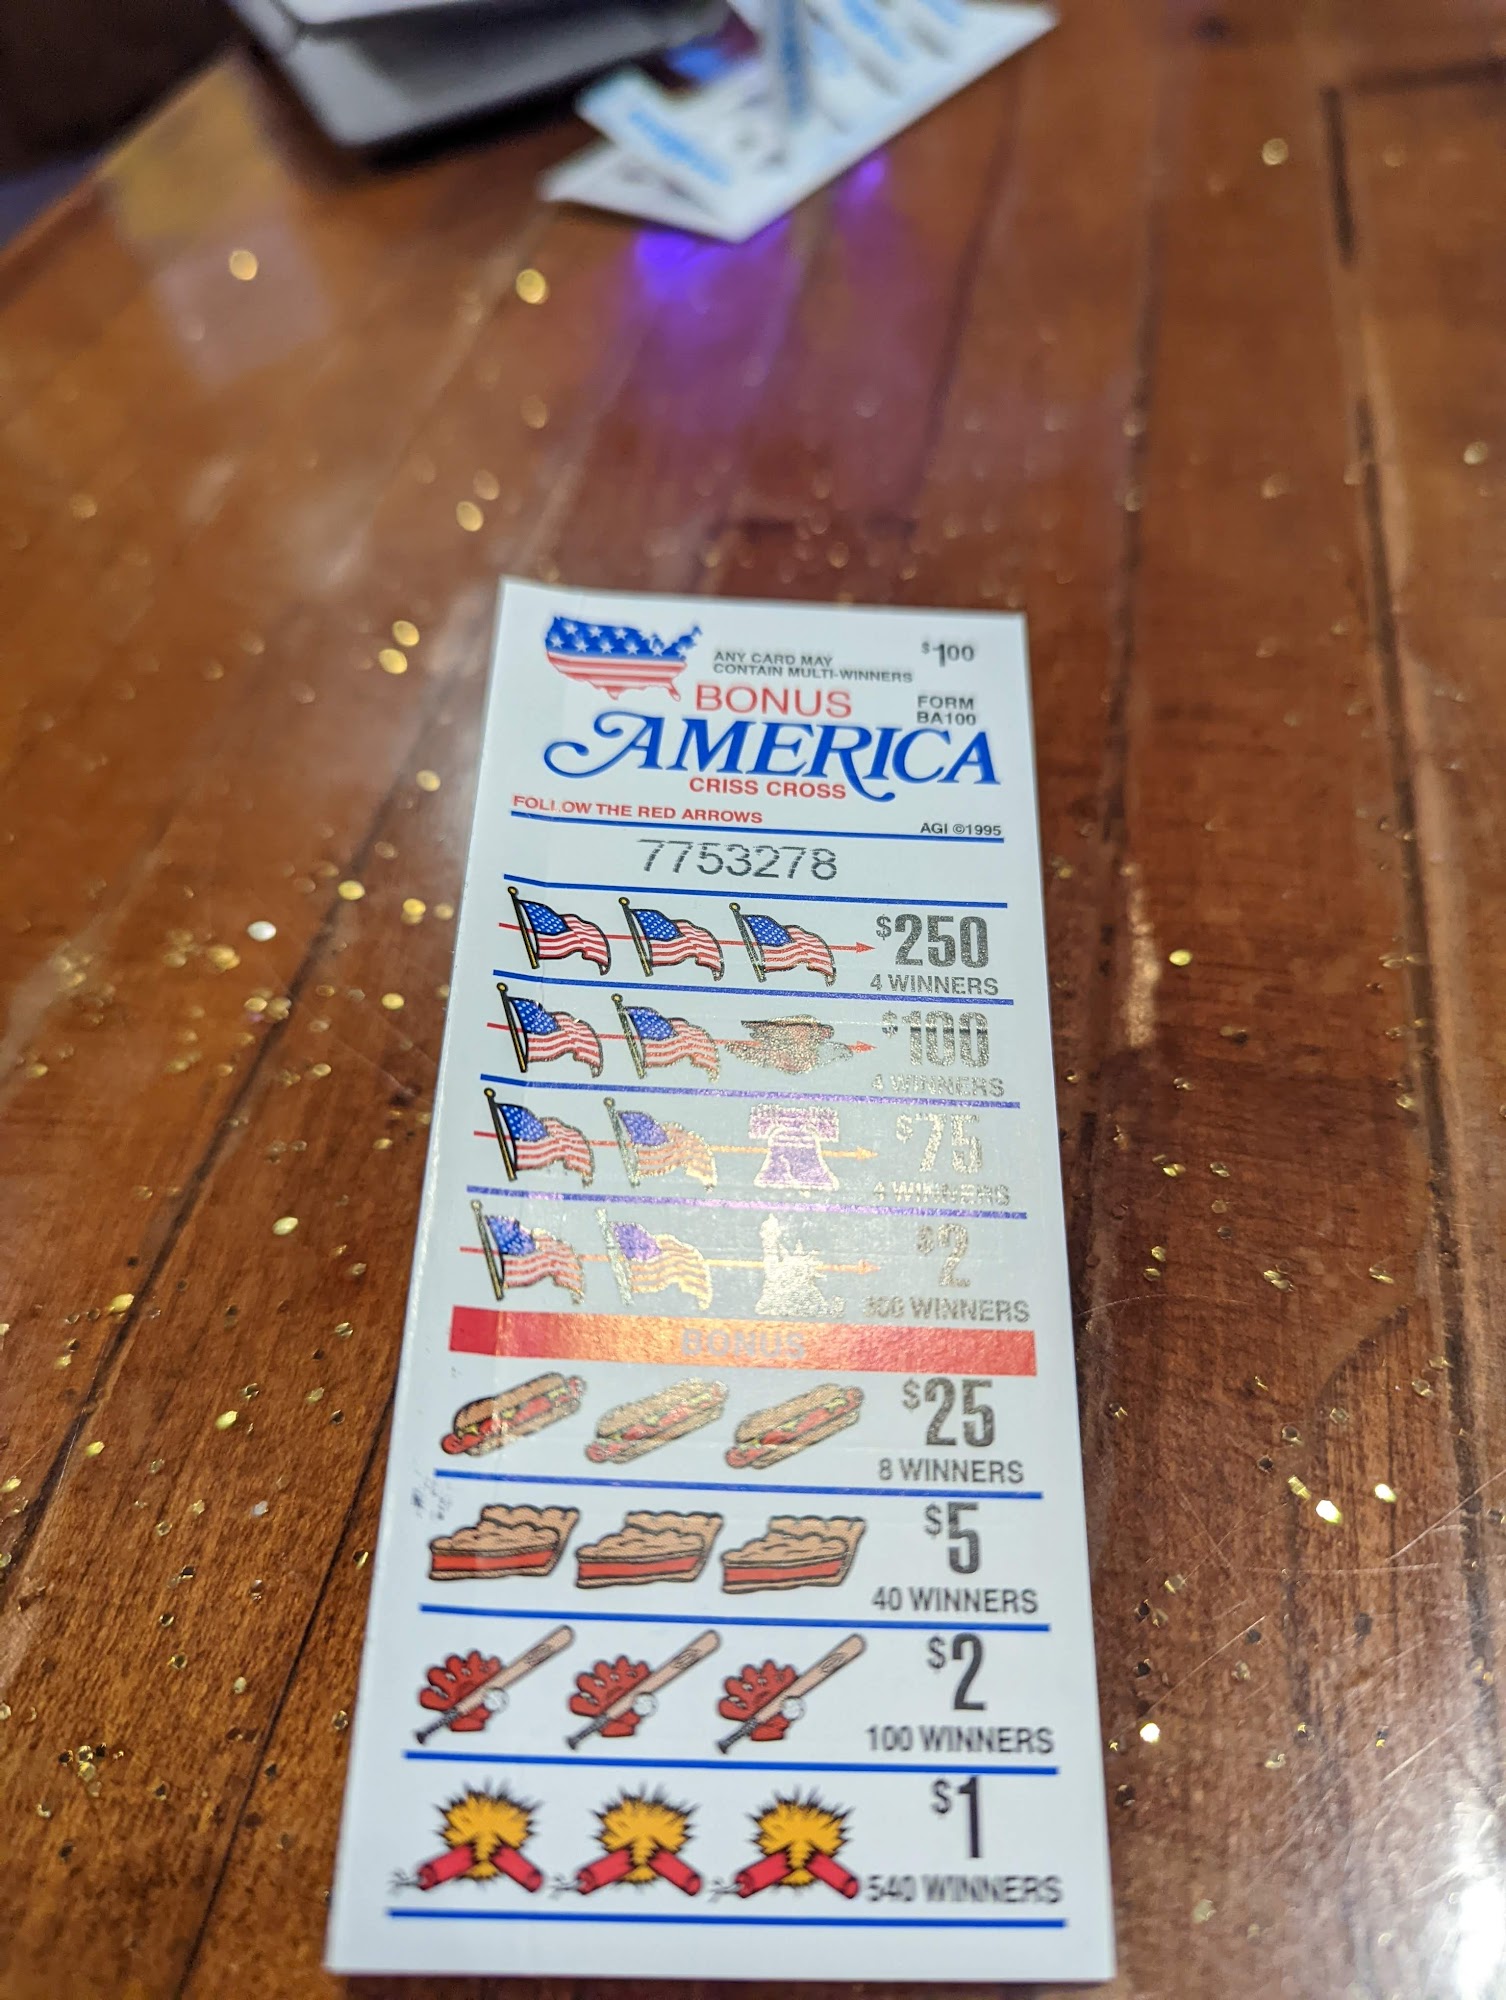 ANY CARD MAY
CONTAIN MULTI-WINNERS
$1.00
BONUS
FORM
BA100
AMERICA
CRISS CROSS
FOLLOW THE RED ARROWS
AGI ©1995
7753278
$250
4 WINNERS
$100
4 WINNERS
$75
4 WINNERS
$2
WINNERS
BONUS
$25
8 WINNERS
$5
40 WINNERS
$2
100 WINNERS
$1
540 WINNERS